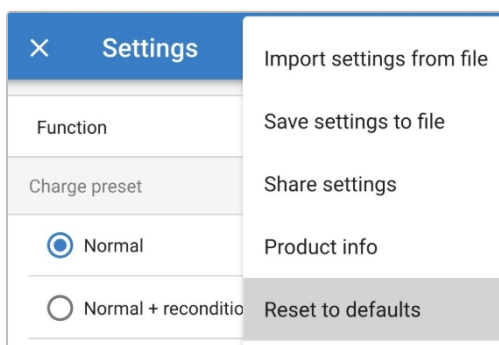 Settings
Function
Charge preset
Normal
Normal + reconditio
Import settings from file
Save settings to file
Share settings
Product info
Reset to defaults